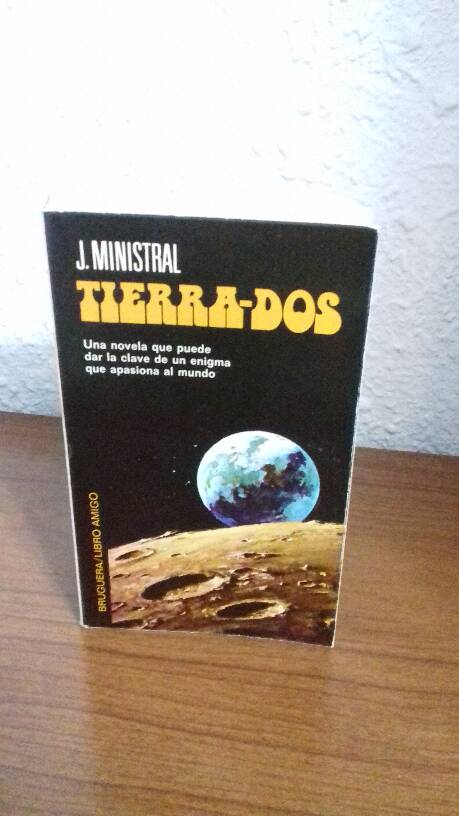 J. MINISTRAL
TIERRA-DOS
Una novela que puede
dar la clave de un enigma
que apasiona al mundo
BRUGUERA/LIBRO AMIGO